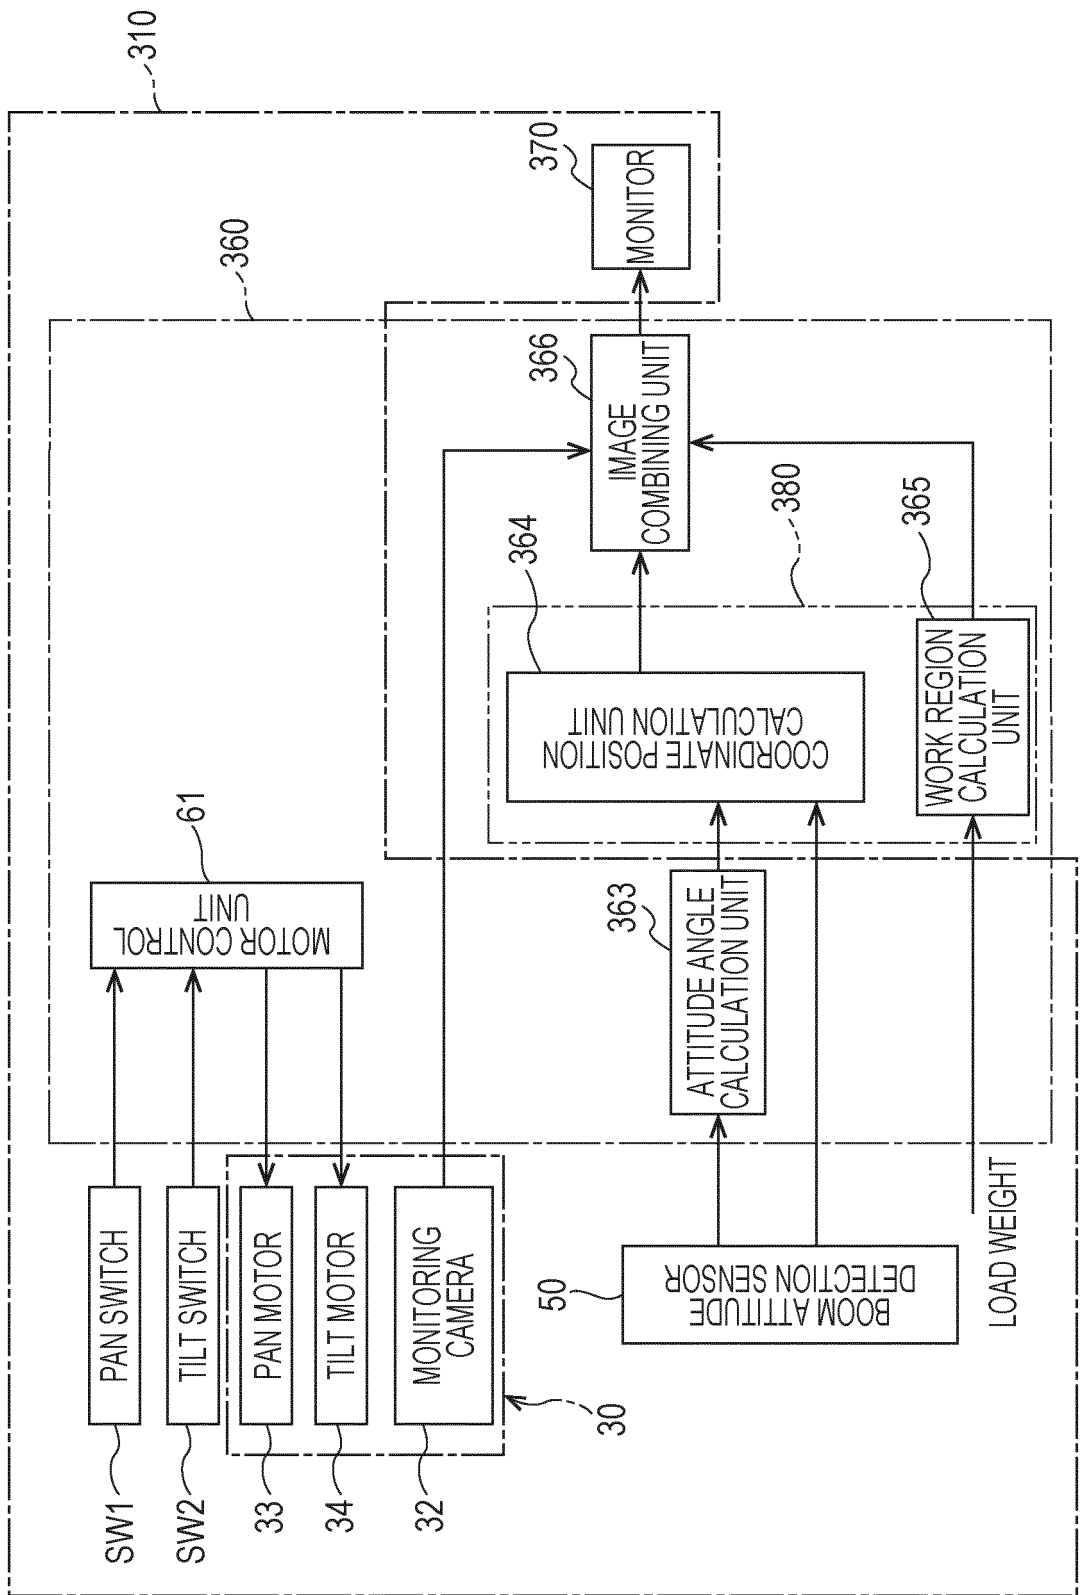 310
360
SW1
PAN SWITCH
SW2
TILT SWITCH
61
MOTOR CONTROL
UNIT
33
PAN MOTOR
34
TILT MOTOR
32
MONITORING
CAMERA
30
370
MONITOR
366
IMAGE
COMBINING UNIT
364
COORDINATE POSITION
CALCULATION UNIT
380
363
ATTITUDE ANGLE
CALCULATION UNIT
50
BOOM ATTITUDE
DETECTION SENSOR
365
WORK REGION
CALCULATION
UNIT
LOAD WEIGHT